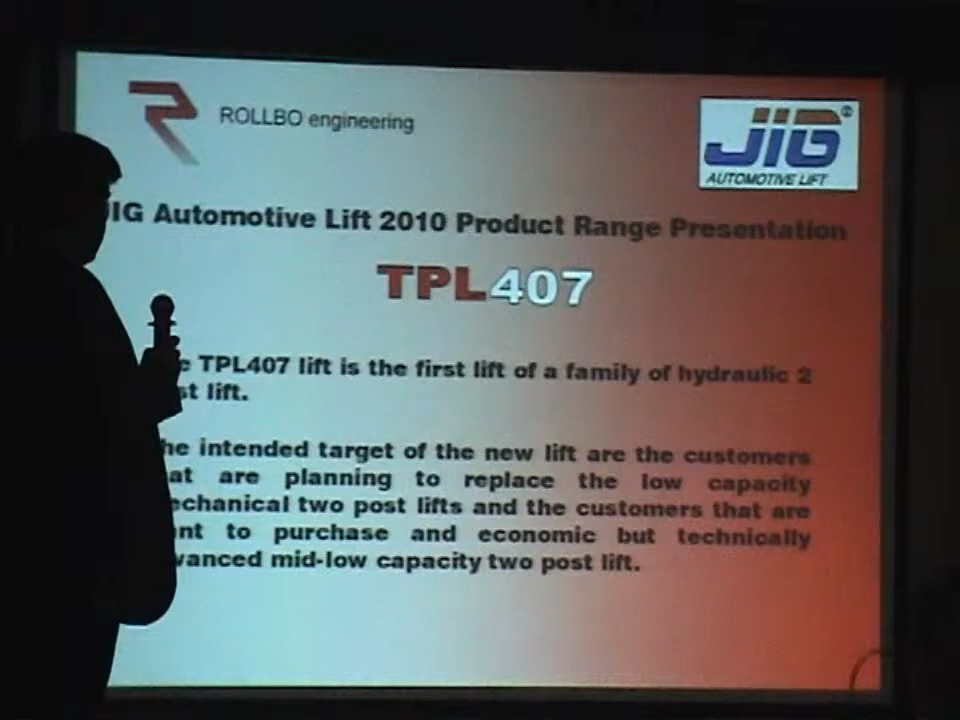 ROLLBO engineering
JIG®
AUTOMOTIVE LIFT
JIG Automotive Lift 2010 Product Range Presentation
TPL407
e TPL407 lift is the first lift of a family of hydraulic 2
st lift.
he intended target of the new lift are the customers
at are planning to replace the low capacity
echanical two post lifts and the customers that are
nt to purchase and economic but technically
vanced mid-low capacity two post lift.